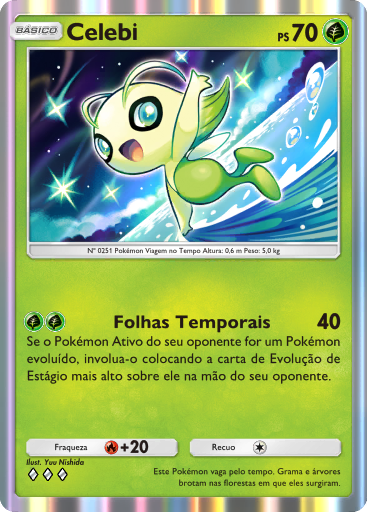 BÁSICO Celebi PS 70
Nº 0251 Pokémon Viagem no Tempo Altura: 0,6 m Peso: 5,0 kg
Folhas Temporais 40
Se o Pokémon Ativo do seu oponente for um Pokémon
evoluído, involua-o colocando a carta de Evolução de
Estágio mais alto sobre ele na mão do seu oponente.
Fraqueza +20 Recuo
Ilust. Yuu Nishida
Este Pokémon vaga pelo tempo. Grama e árvores
brotam nas florestas em que eles surgiram.